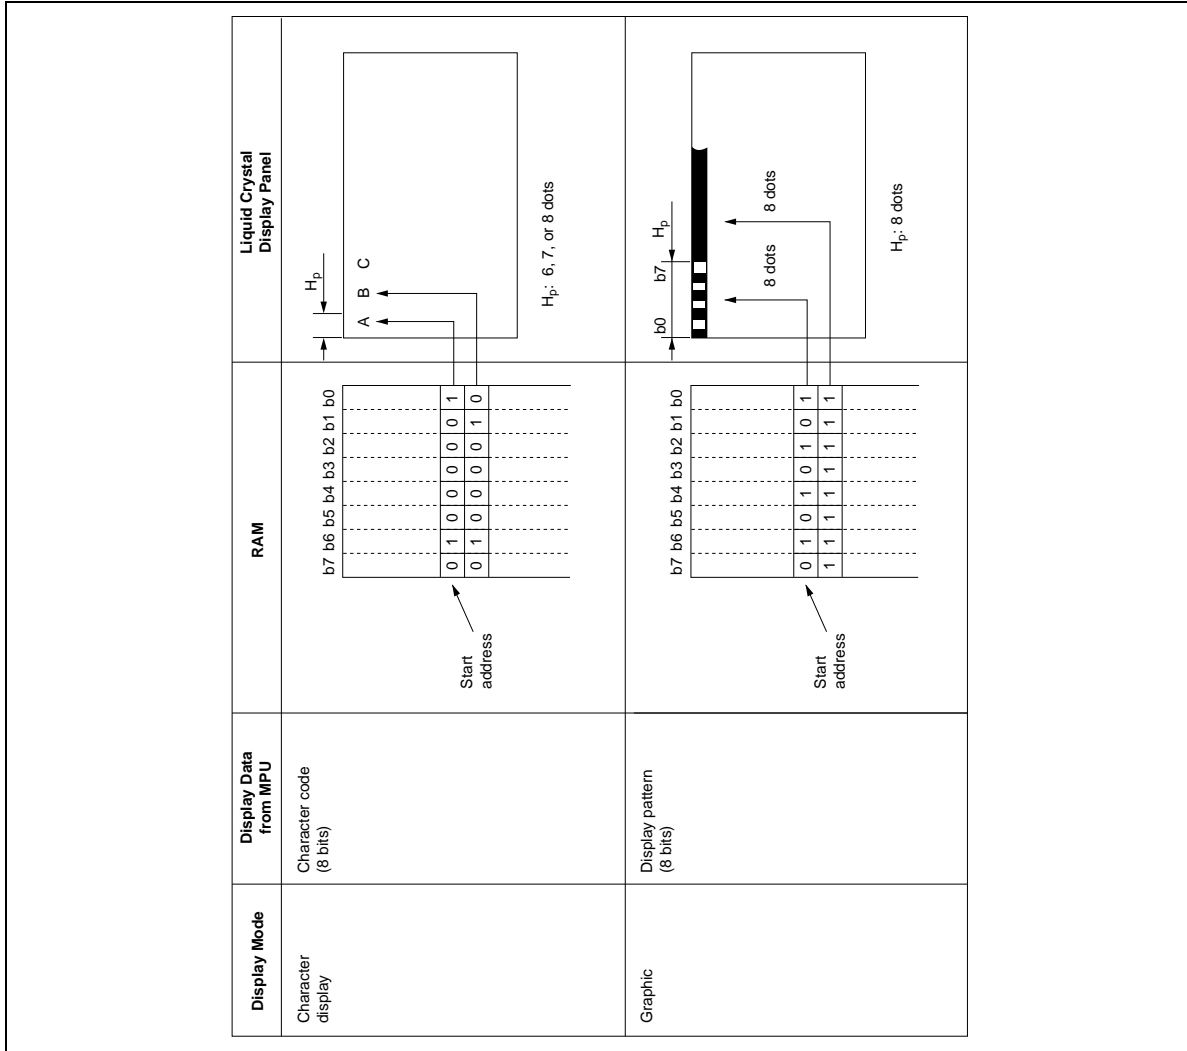 Display Mode
Display Data
from MPU
RAM
Liquid Crystal
Display Panel
Character
display
Character code
(8 bits)
b7 b6 b5 b4 b3 b2 b1 b0
0 1 0 0 0 0 0 1
0 1 0 0 0 0 1 0
Start
address
Hp
A B C
Hp: 6, 7, or 8 dots
Graphic
Display pattern
(8 bits)
b7 b6 b5 b4 b3 b2 b1 b0
0 1 0 1 0 1 0 1
1 1 1 1 1 1 1 1
Start
address
b0 b7 Hp
8 dots
8 dots
Hp: 8 dots